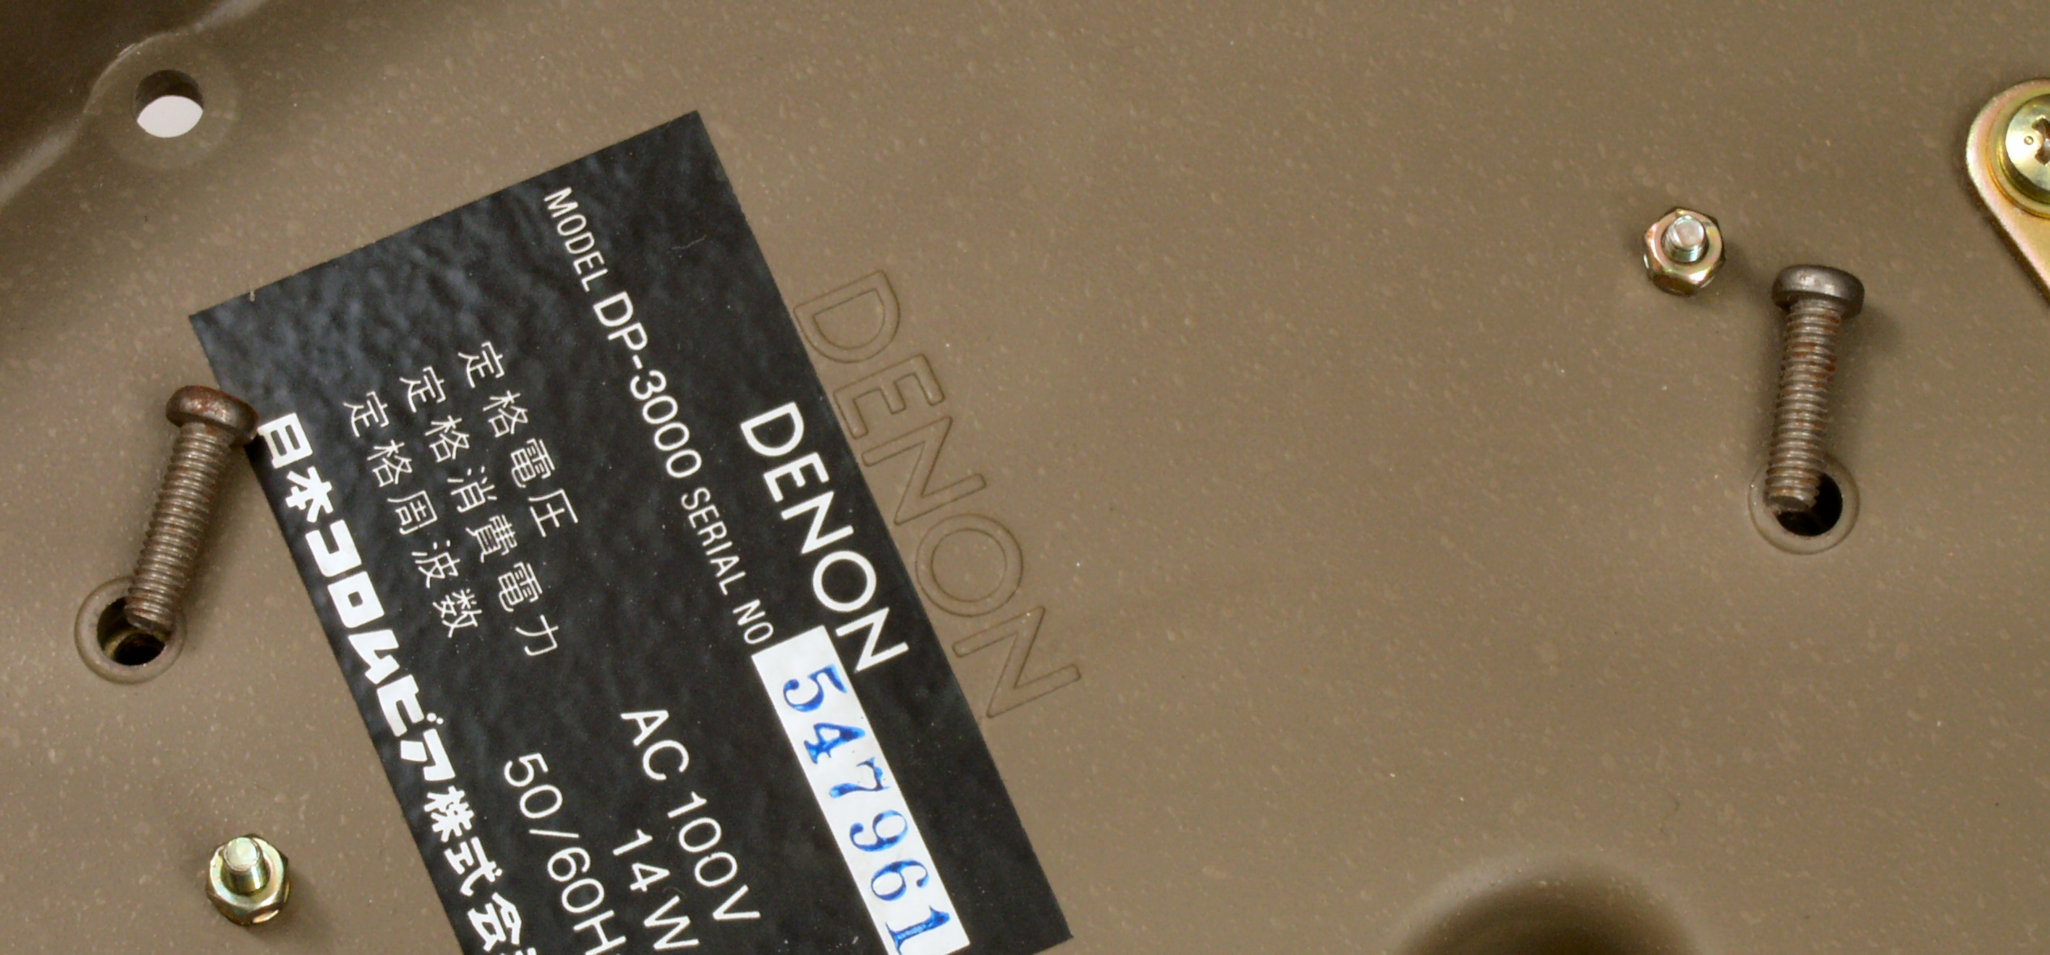 DENON
DENON
MODEL DP-3000 SERIAL NO 547961
定格電圧 AC 100V
定格消費電力 14W
定格周波数 50/60H
日本コロムビア株式会